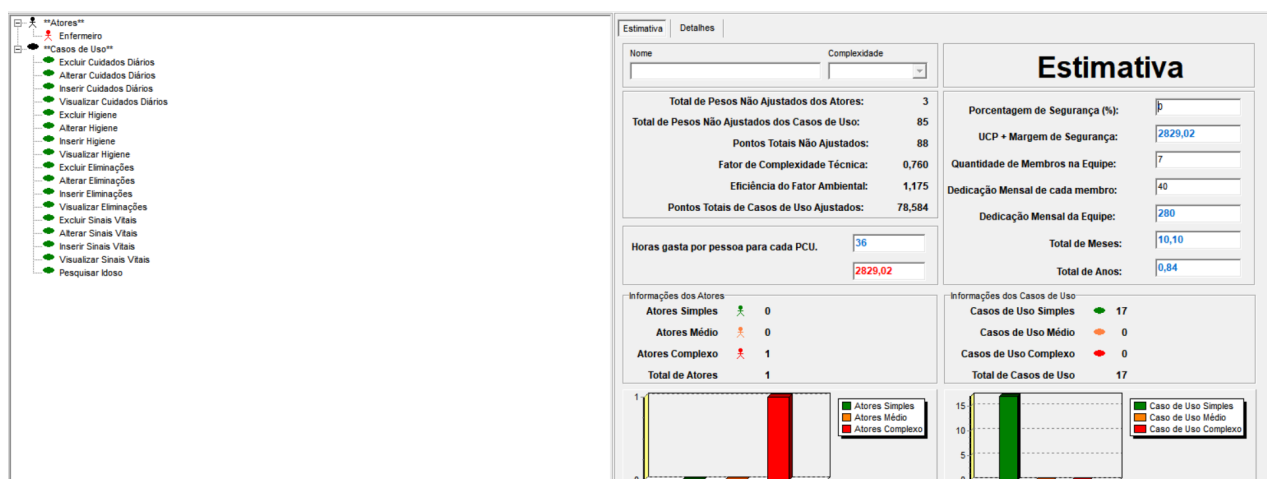 **Atores**
Enfermeiro
**Casos de Uso**
Excluir Cuidados Diários
Alterar Cuidados Diários
Inserir Cuidados Diários
Visualizar Cuidados Diários
Excluir Higiene
Alterar Higiene
Inserir Higiene
Visualizar Higiene
Excluir Eliminações
Alterar Eliminações
Inserir Eliminações
Visualizar Eliminações
Excluir Sinais Vitais
Alterar Sinais Vitais
Inserir Sinais Vitais
Visualizar Sinais Vitais
Pesquisar Idoso
Estimativa Detalhes
Nome Complexidade
Estimativa
Total de Pesos Não Ajustados dos Atores: 3
Total de Pesos Não Ajustados dos Casos de Uso: 85
Pontos Totais Não Ajustados: 88
Fator de Complexidade Técnica: 0,760
Eficiência do Fator Ambiental: 1,175
Pontos Totais de Casos de Uso Ajustados: 78,584
Horas gasta por pessoa para cada PCU. 36
2829,02
Porcentagem de Segurança (%): 0
UCP + Margem de Segurança: 2829,02
Quantidade de Membros na Equipe: 7
Dedicação Mensal de cada membro: 40
Dedicação Mensal da Equipe: 280
Total de Meses: 10,10
Total de Anos: 0,84
Informações dos Atores
Atores Simples 0
Atores Médio 0
Atores Complexo 1
Total de Atores 1
Informações dos Casos de Uso
Casos de Uso Simples 17
Casos de Uso Médio 0
Casos de Uso Complexo 0
Total de Casos de Uso 17
1
0
Atores Simples
Atores Médio
Atores Complexo
15
10
5
0
Caso de Uso Simples
Caso de Uso Médio
Caso de Uso Complexo